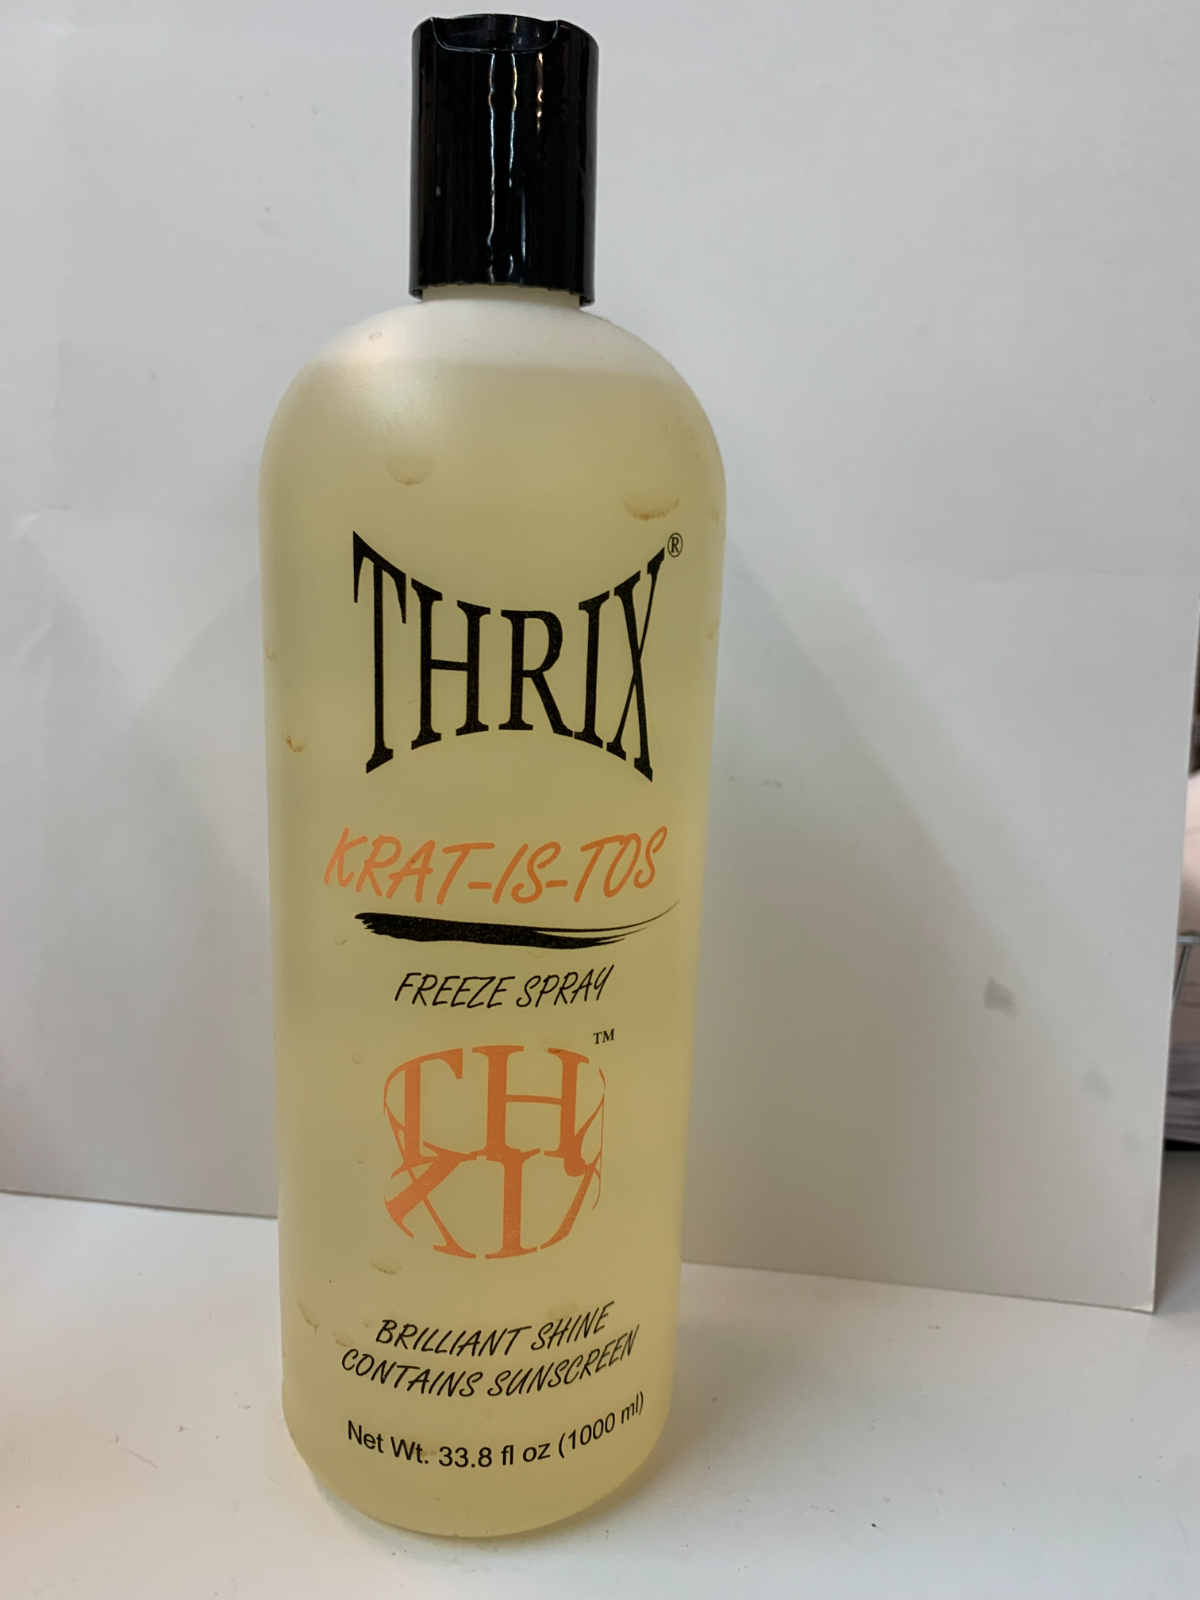 THRIX®
KRAT-IS-TOS
FREEZE SPRAY
TM
BRILLIANT SHINE
CONTAINS SUNSCREEN
Net Wt. 33.8 fl oz (1000 ml)